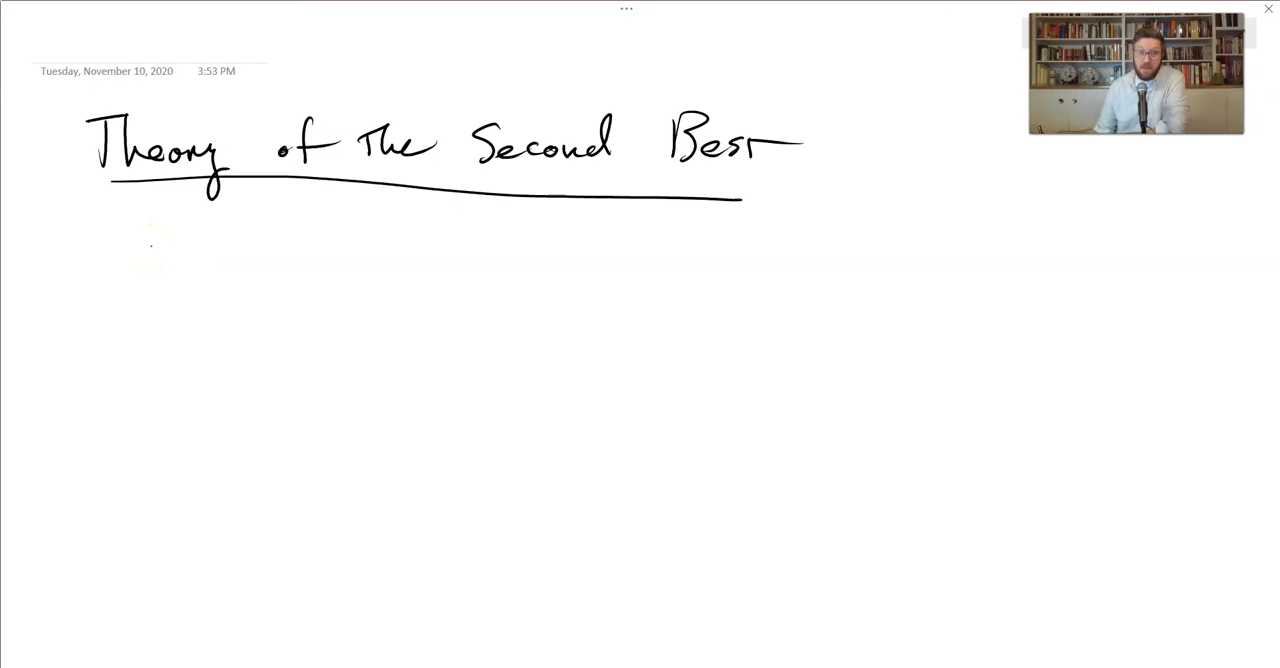 Tuesday, November 10, 2020 3:53 PM
Theory of The Second Best